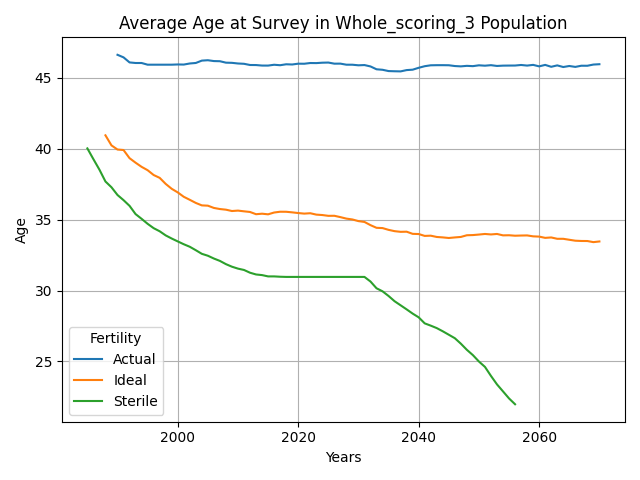 Average Age at Survey in Whole_scoring_3 Population
Age
45
40
35
30
25
Fertility
Actual
Ideal
Sterile
2000 2020 2040 2060
Years